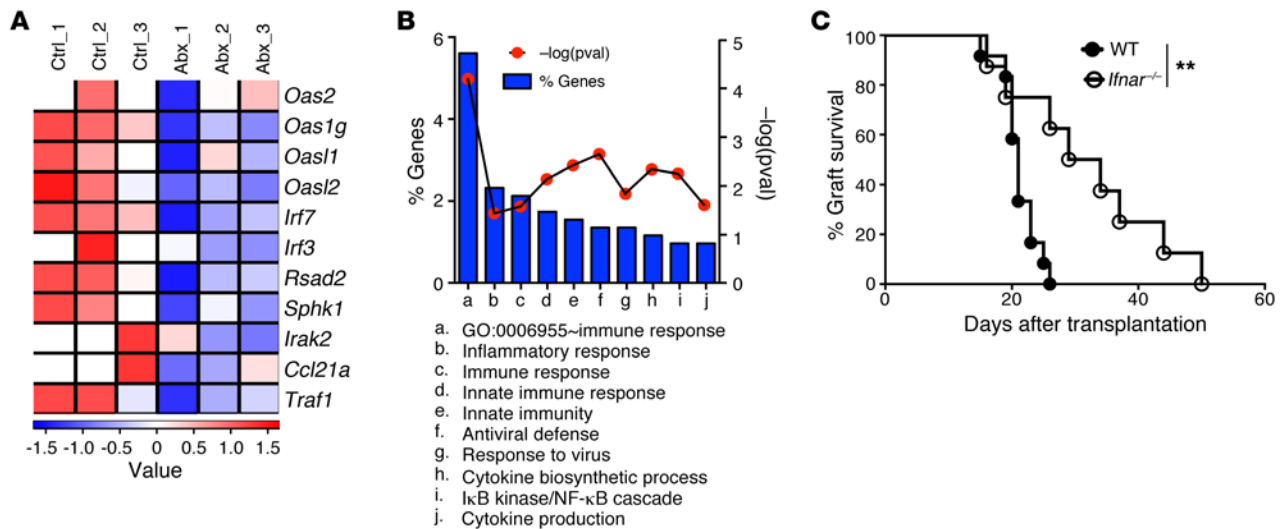 A
Ctrl_1 Ctrl_2 Ctrl_3 Abx_1 Abx_2 Abx_3
Oas2
Oas1g
Oasl1
Oasl2
Irf7
Irf3
Rsad2
Sphk1
Irak2
Ccl21a
Traf1
-1.5 -1.0 -0.5 0 0.5 1.0 1.5
Value
B
% Genes
6
4
2
0
–log(pval)
% Genes
5
4
3
2
1
0
–log(pval)
a b c d e f g h i j
a. GO:0006955~immune response
b. Inflammatory response
c. Immune response
d. Innate immune response
e. Innate immunity
f. Antiviral defense
g. Response to virus
h. Cytokine biosynthetic process
i. IκB kinase/NF-κB cascade
j. Cytokine production
C
% Graft survival
100
80
60
40
20
0
WT
Ifnar–/–
**
0 20 40 60
Days after transplantation